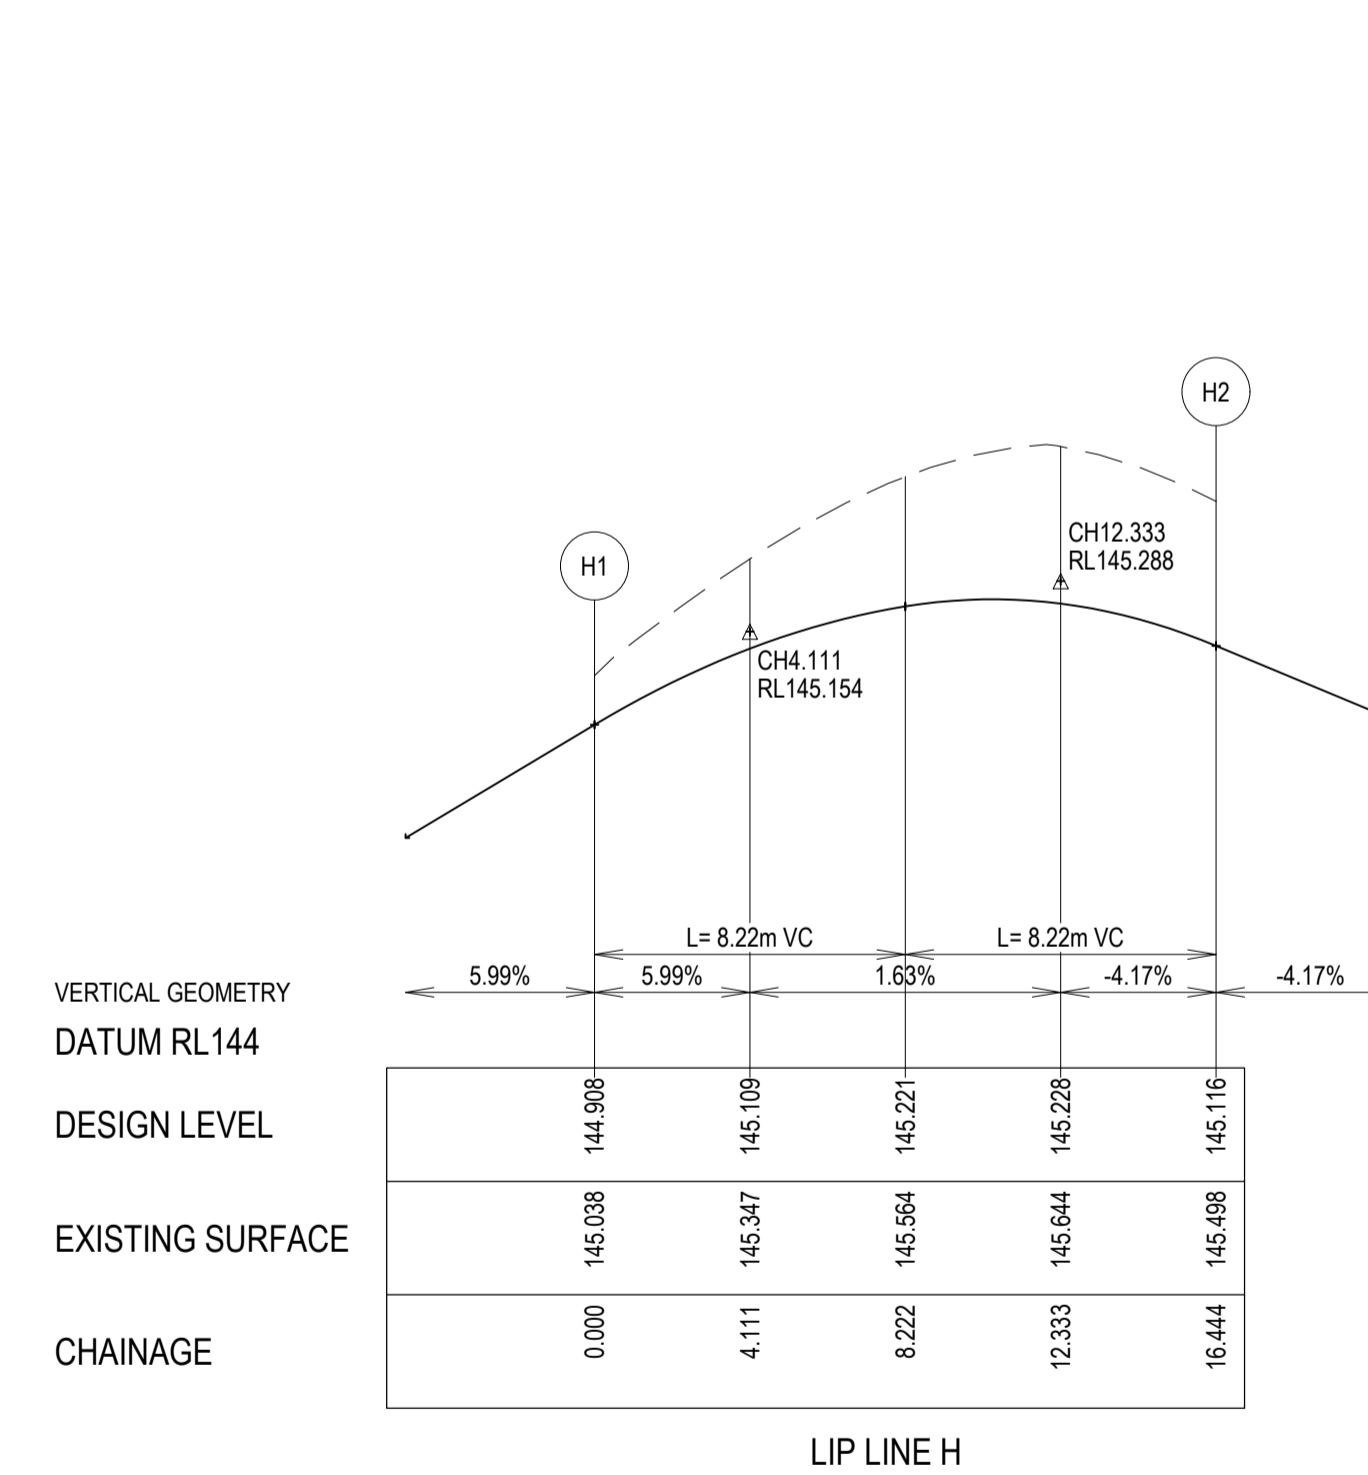 H2
H1
CH12.333
RL145.288
CH4.111
RL145.154
L= 8.22m VC L= 8.22m VC
5.99% 5.99% 1.63% -4.17% -4.17%
VERTICAL GEOMETRY
DATUM RL144
DESIGN LEVEL 144.908 145.109 145.221 145.228 145.116
EXISTING SURFACE 145.038 145.347 145.564 145.644 145.498
CHAINAGE 0.000 4.111 8.222 12.333 16.444
LIP LINE H